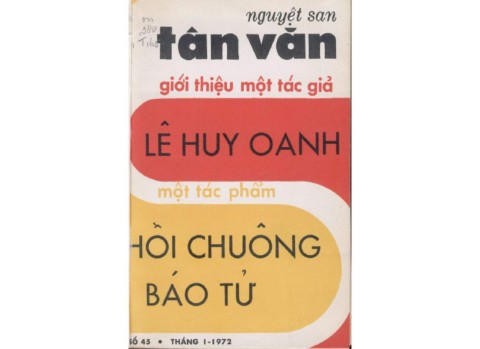 nguyệt san
tân văn
giới thiệu một tác giả
LÊ HUY OANH
một tác phẩm
HỒI CHUÔNG
BÁO TỬ
SỐ 45 • THÁNG 1-1972